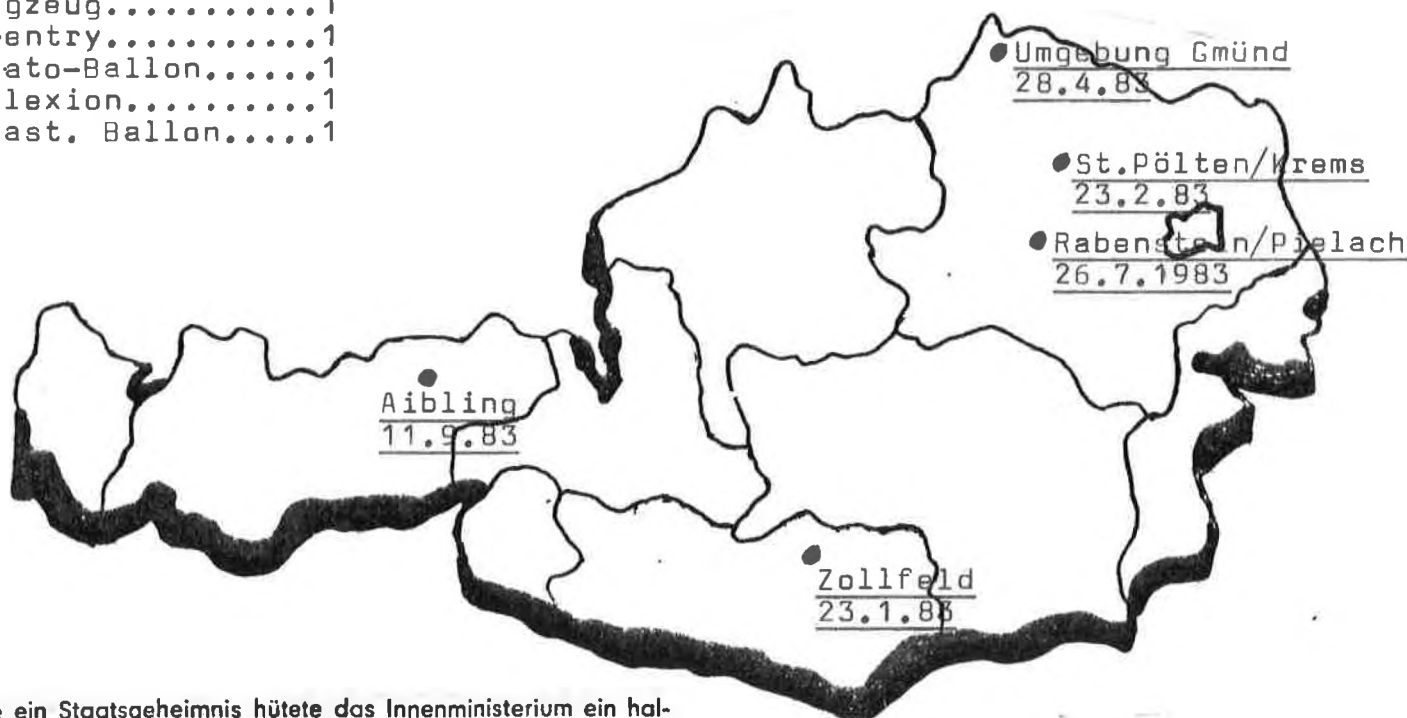 gzeug...........1
entry...........1
ato-Ballon......1
lexion..........1
ast. Ballon.....1
Umgebung Gmünd
28.4.83
St.Pölten/Krems
23.2.83
Rabenstein/Pielach
26.7.1983
Aibling
11.9.83
Zollfeld
23.1.83
ein Staatsgeheimnis hütete das Innenministerium ein hal-